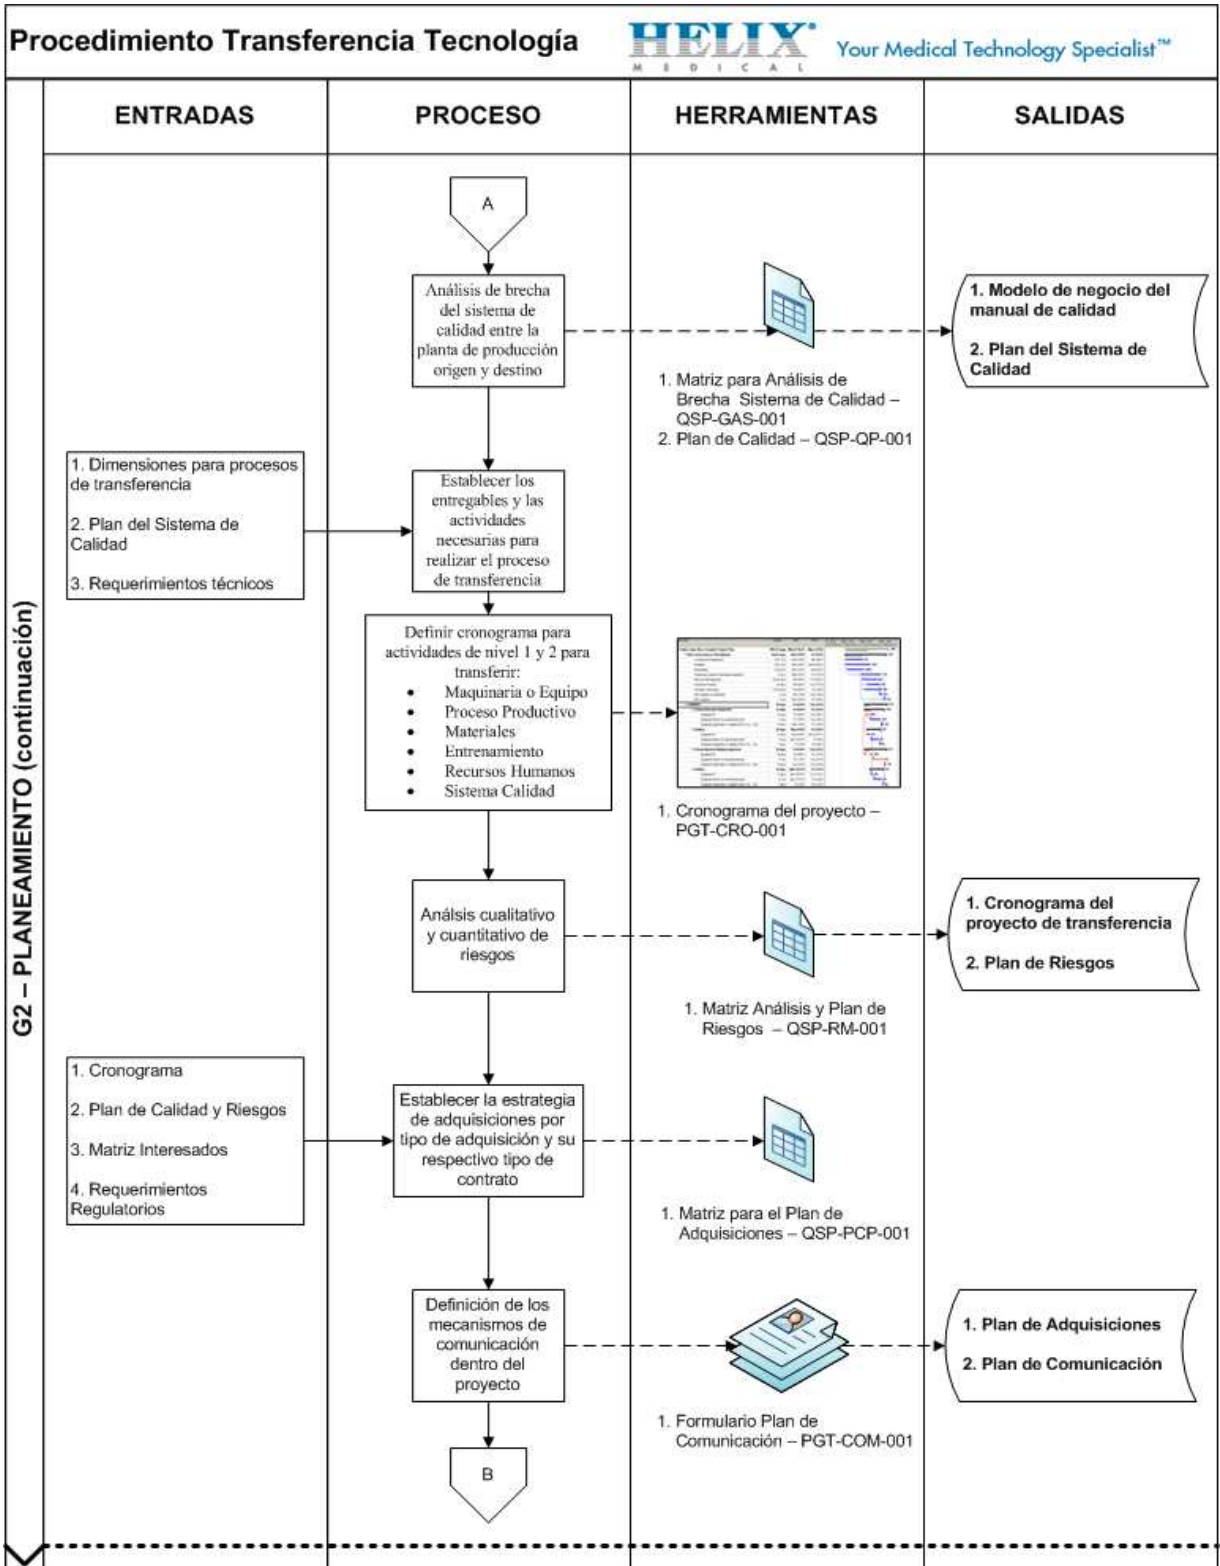 Procedimiento Transferencia Tecnología
HELIX®
MEDICAL
Your Medical Technology Specialist™
ENTRADAS
PROCESO
HERRAMIENTAS
SALIDAS
G2 – PLANEAMIENTO (continuación)
A
Análisis de brecha
del sistema de
calidad entre la
planta de producción
origen y destino
1. Matriz para Análisis de
Brecha Sistema de Calidad –
QSP-GAS-001
2. Plan de Calidad – QSP-QP-001
1. Modelo de negocio del
manual de calidad
2. Plan del Sistema de
Calidad
1. Dimensiones para procesos
de transferencia
2. Plan del Sistema de
Calidad
3. Requerimientos técnicos
Establecer los
entregables y las
actividades
necesarias para
realizar el proceso
de transferencia
Definir cronograma para
actividades de nivel 1 y 2 para
transferir:
• Maquinaria o Equipo
• Proceso Productivo
• Materiales
• Entrenamiento
• Recursos Humanos
• Sistema Calidad
1. Cronograma del proyecto –
PGT-CRO-001
Análsis cualitativo
y cuantitativo de
riesgos
1. Matriz Análisis y Plan de
Riesgos – QSP-RM-001
1. Cronograma del
proyecto de transferencia
2. Plan de Riesgos
1. Cronograma
2. Plan de Calidad y Riesgos
3. Matriz Interesados
4. Requerimientos
Regulatorios
Establecer la estrategia
de adquisiciones por
tipo de adquisición y su
respectivo tipo de
contrato
1. Matriz para el Plan de
Adquisiciones – QSP-PCP-001
Definición de los
mecanismos de
comunicación
dentro del
proyecto
1. Formulario Plan de
Comunicación – PGT-COM-001
1. Plan de Adquisiciones
2. Plan de Comunicación
B